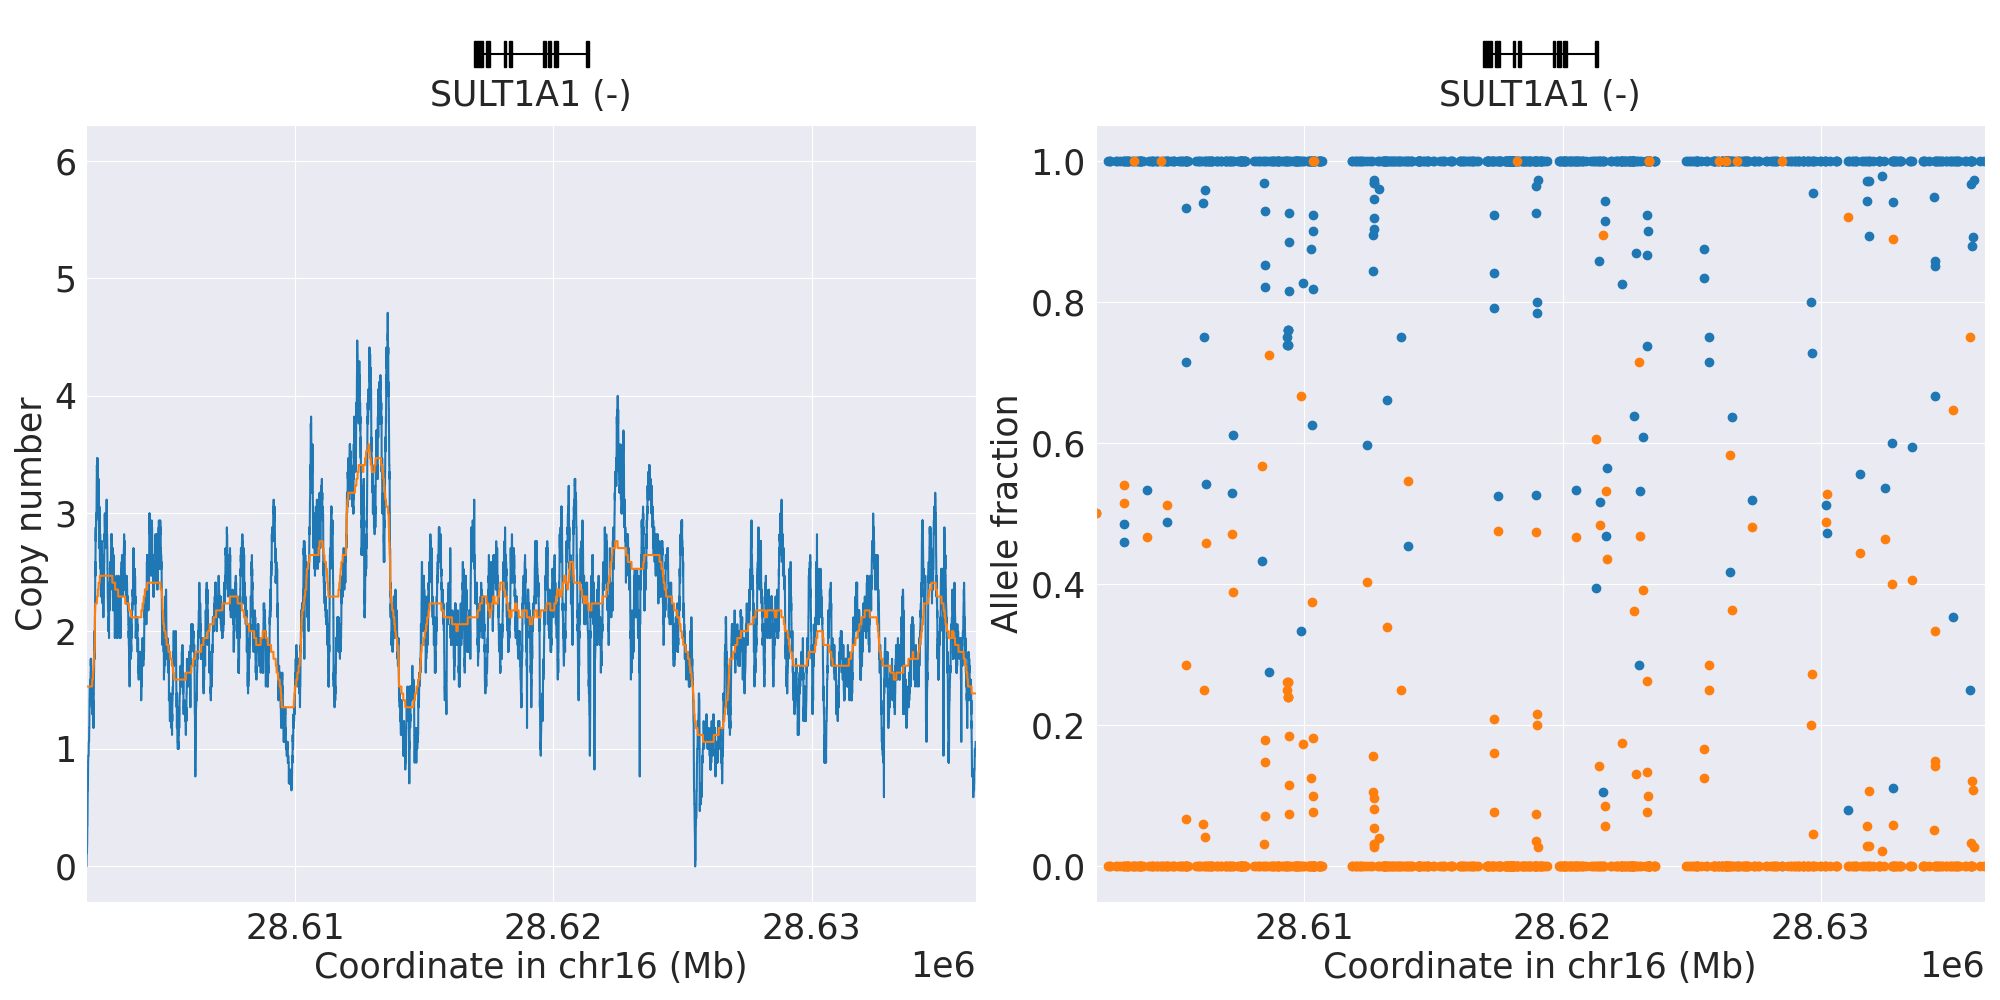 SULT1A1 (-)
6
5
4
3
2
1
0
Copy number
28.61
28.62
28.63
Coordinate in chr16 (Mb)
1e6
SULT1A1 (-)
1.0
0.8
0.6
0.4
0.2
0.0
Allele fraction
28.61
28.62
28.63
Coordinate in chr16 (Mb)
1e6